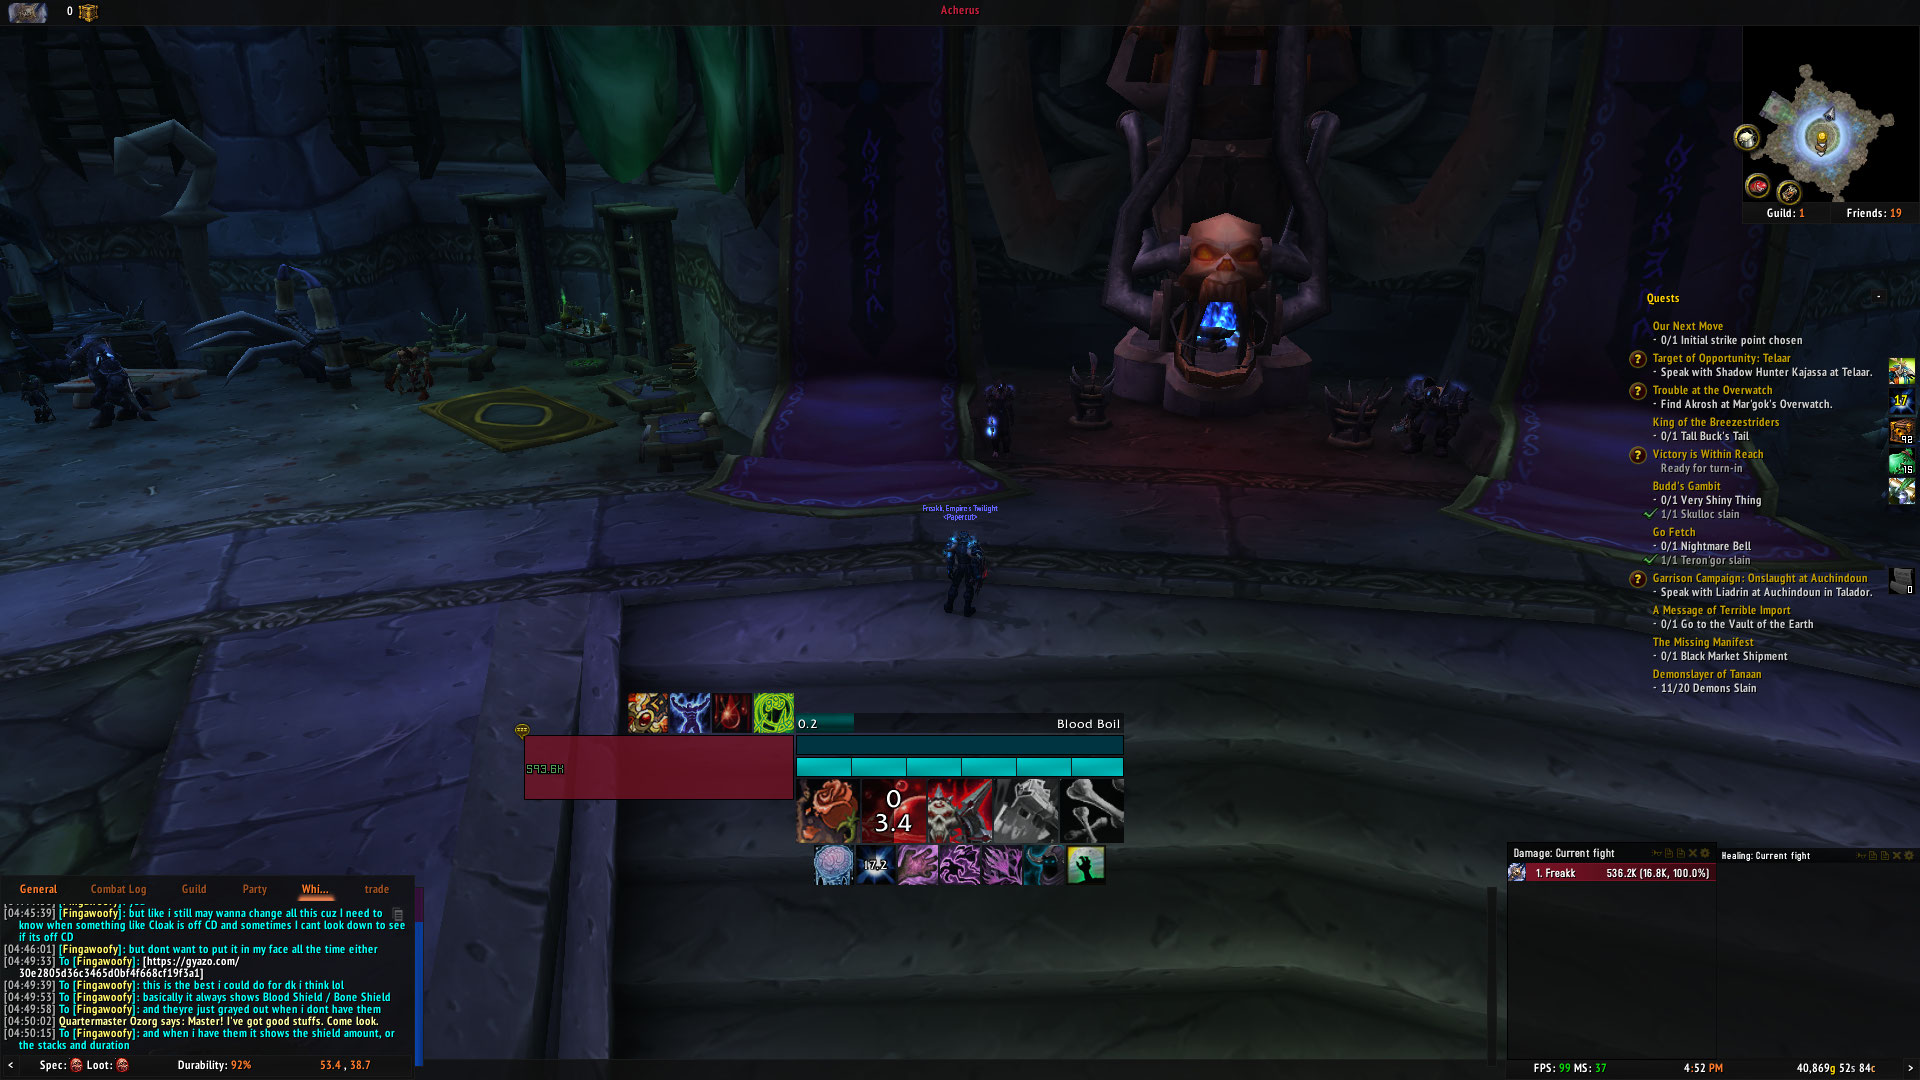 0
Acherus
Guild: 1
Friends: 19
Quests
-
Our Next Move
- 0/1 Initial strike point chosen
Target of Opportunity: Telaar
- Speak with Shadow Hunter Kajassa at Telaar.
Trouble at the Overwatch
- Find Akrosh at Mar'gok's Overwatch.
17
King of the Breezestriders
- 0/1 Tall Buck's Tail
92
Victory is Within Reach
Ready for turn-in
15
Budd's Gambit
- 0/1 Very Shiny Thing
1/1 Skulloc slain
Go Fetch
- 0/1 Nightmare Bell
1/1 Teron'gor slain
Garrison Campaign: Onslaught at Auchindoun
- Speak with Liadrin at Auchindoun in Talador.
0
A Message of Terrible Import
- 0/1 Go to the Vault of the Earth
The Missing Manifest
- 0/1 Black Market Shipment
Demonslayer of Tanaan
- 11/20 Demons Slain
Freakk, Empire's Twilight
<Papercut>
0.2
Blood Boil
593.6K
0
3.4
17.2
Damage: Current fight
1. Freakk
536.2K (16.8K, 100.0%)
Healing: Current fight
General
Combat Log
Guild
Party
Whi...
trade
[04:45:39] [Fingawoofy]: but like i still may wanna change all this cuz I need to
know when something like Cloak is off CD and sometimes I cant look down to see
if its off CD
[04:46:01] [Fingawoofy]: but dont want to put it in my face all the time either
[04:49:33] To [Fingawoofy]: [https://gyazo.com/
30e2805d36c3465d0bf4f668cf19f3a1]
[04:49:39] To [Fingawoofy]: this is the best i could do for dk i think lol
[04:49:53] To [Fingawoofy]: basically it always shows Blood Shield / Bone Shield
[04:49:58] To [Fingawoofy]: and theyre just grayed out when i dont have them
[04:50:02] Quartermaster Ozorg says: Master! I've got good stuffs. Come look.
[04:50:15] To [Fingawoofy]: and when i have them it shows the shield amount, or
the stacks and duration
<
Spec:
Loot:
Durability: 92%
53.4 , 38.7
FPS: 99 MS: 37
4:52 PM
40,869g 52s 84c
>